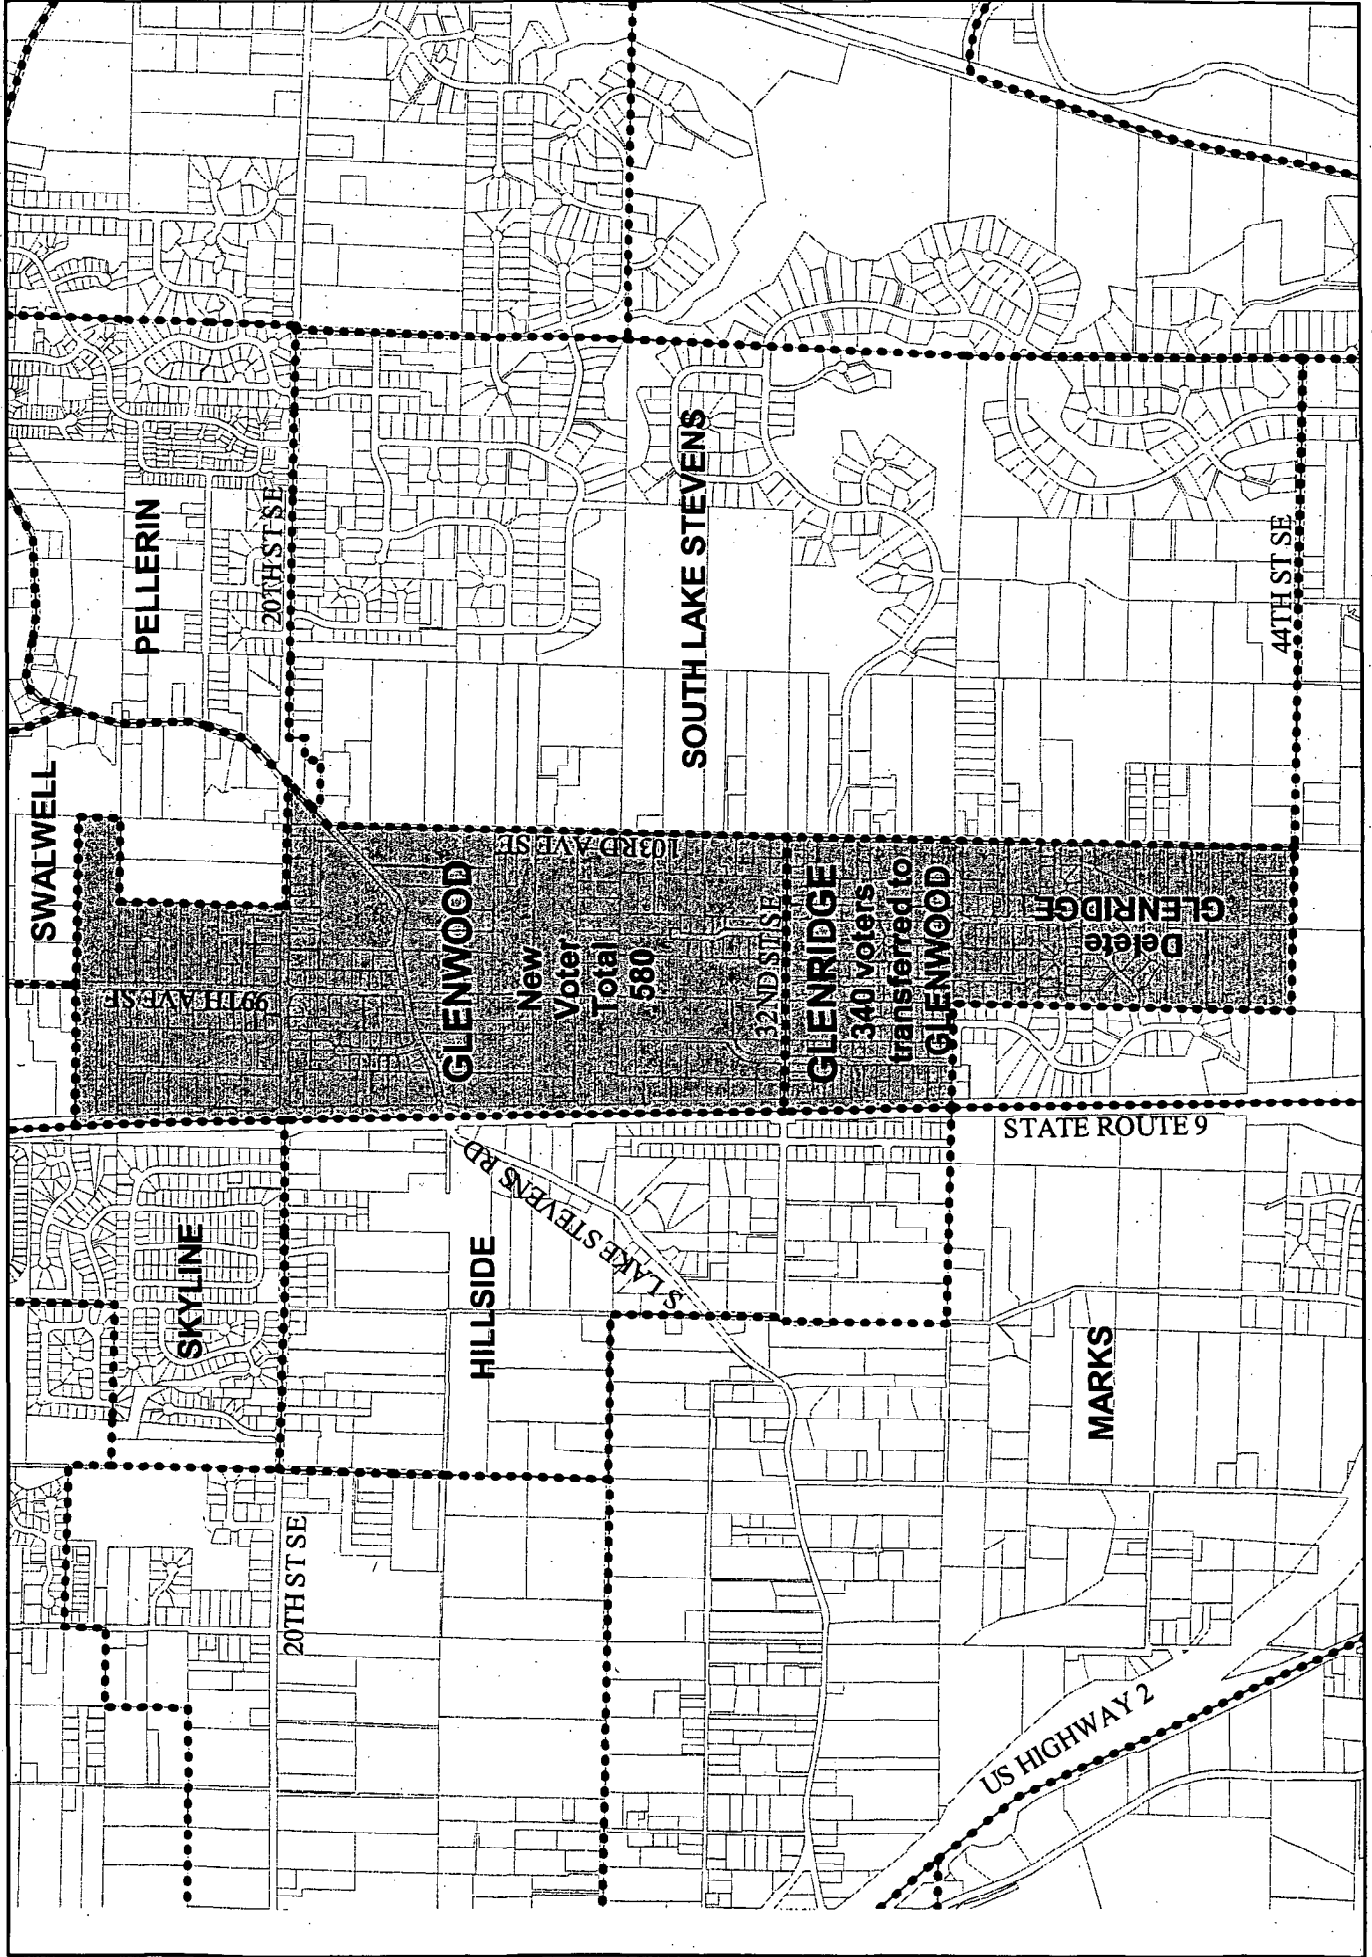 SWALWELL
PELLERIN
20TH ST SE
99TH AVE SE
GLENWOOD
New
Voter
Total
580
103RD AVE SE
SOUTH LAKE STEVENS
32ND ST SE
GLENRIDGE
340 voters
transferred to
GLENWOOD
Delete
GLENRIDGE
44TH ST SE
STATE ROUTE 9
SKYLINE
HILLSIDE
S LAKE STEVENS RD
MARKS
20TH ST SE
US HIGHWAY 2